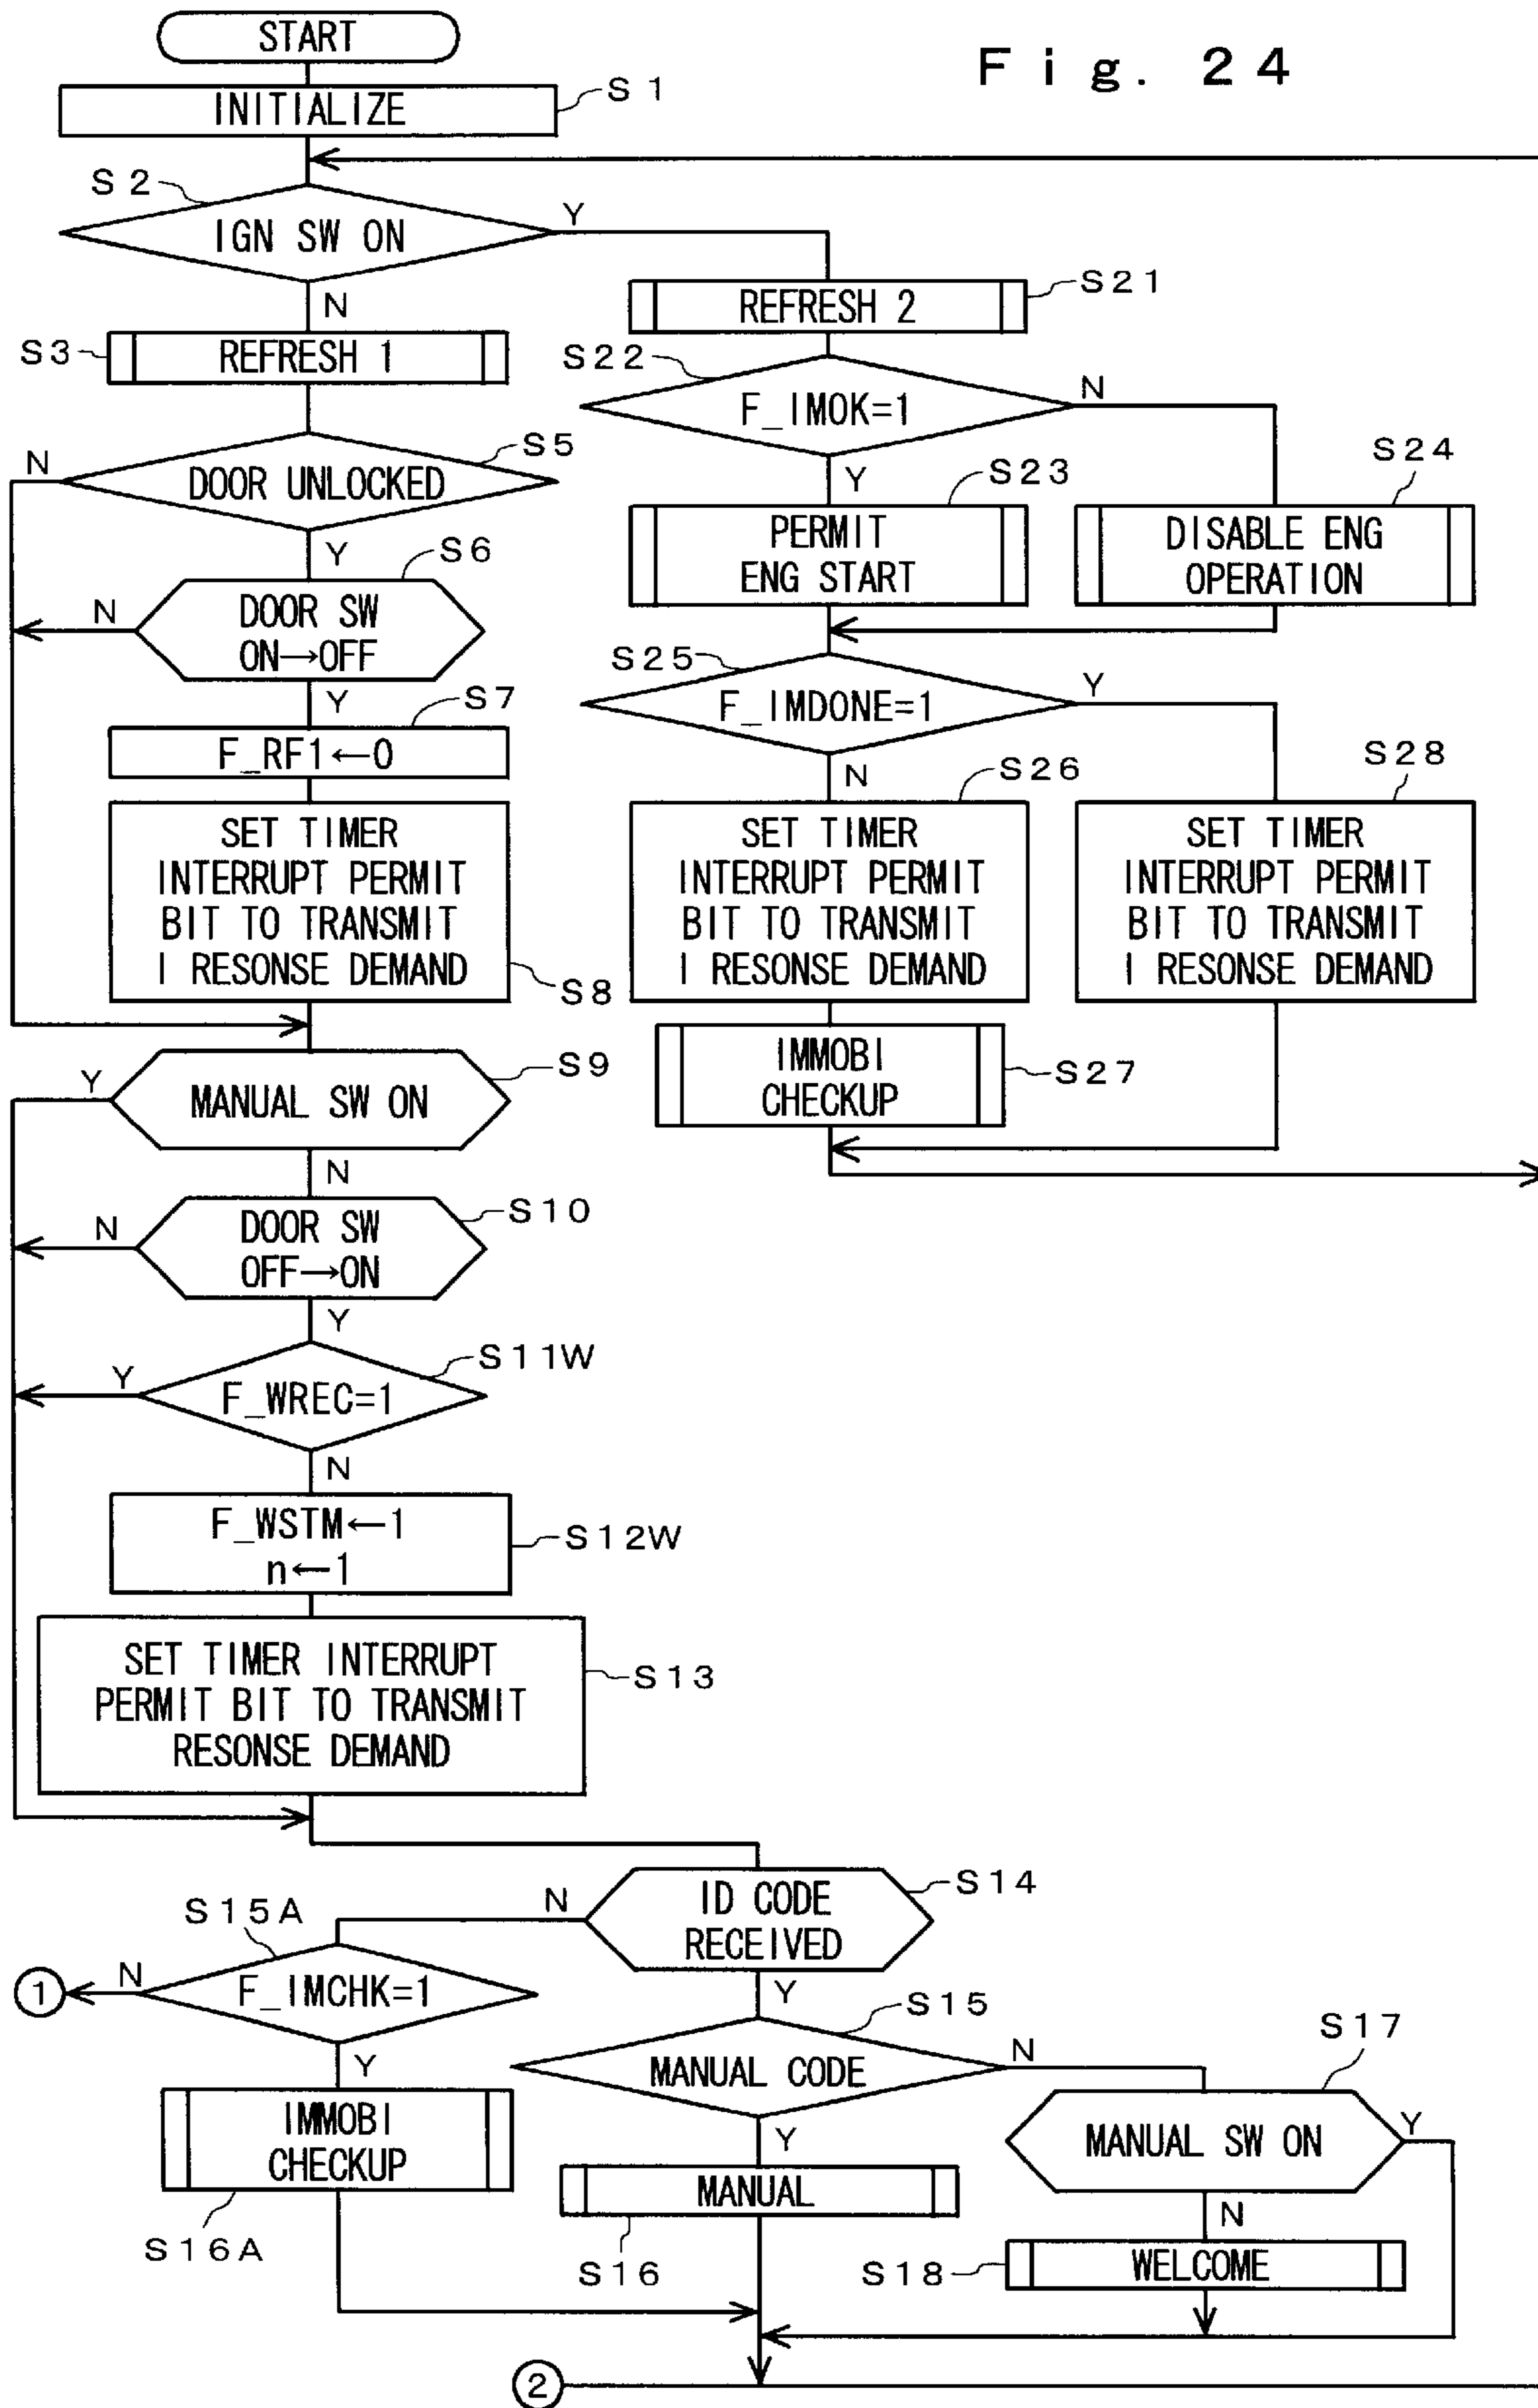 START
Fig. 24
INITIALIZE
S1
S2
IGN SW ON
Y
N
REFRESH 2
S21
S3
REFRESH 1
S22
F_IMOK=1
N
S5
N
DOOR UNLOCKED
Y
S23
S24
PERMIT
ENG START
DISABLE ENG
OPERATION
Y
S6
DOOR SW
ON→OFF
N
Y
S25
F_IMDONE=1
Y
N
S7
F_RF1←0
S26
S28
SET TIMER
INTERRUPT PERMIT
BIT TO TRANSMIT
I RESONSE DEMAND
S8
SET TIMER
INTERRUPT PERMIT
BIT TO TRANSMIT
I RESONSE DEMAND
SET TIMER
INTERRUPT PERMIT
BIT TO TRANSMIT
I RESONSE DEMAND
IMMOBI
CHECKUP
S27
Y
MANUAL SW ON
S9
N
N
DOOR SW
OFF→ON
S10
Y
Y
F_WREC=1
S11W
N
F_WSTM←1
n←1
S12W
SET TIMER INTERRUPT
PERMIT BIT TO TRANSMIT
RESONSE DEMAND
S13
ID CODE
RECEIVED
S14
N
Y
S15A
1
N
F_IMCHK=1
Y
S15
MANUAL CODE
N
Y
S17
MANUAL SW ON
Y
N
IMMOBI
CHECKUP
S16A
MANUAL
S16
S18
WELCOME
2